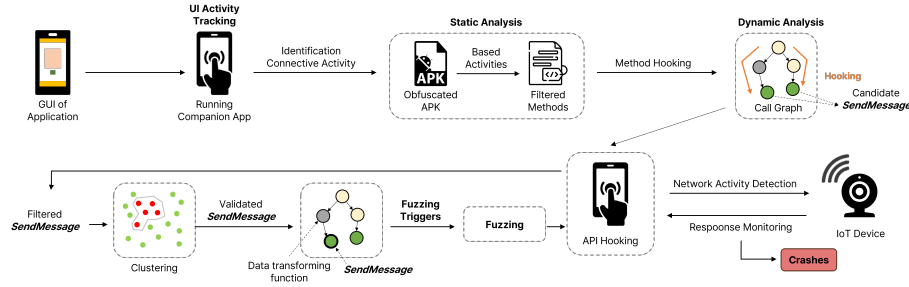 UI Activity
Tracking
GUI of
Application
Running
Companion App
Identification
Connective Activity
Static Analysis
APK
Obfuscated
APK
Based
Activities
Filtered
Methods
Method Hooking
Dynamic Analysis
Call Graph
Hooking
Candidate
SendMessage
Filtered
SendMessage
Clustering
Validated
SendMessage
Data transforming
function
SendMessage
Fuzzing
Triggers
Fuzzing
API Hooking
Network Activity Detection
Respoonse Monitoring
Crashes
IoT Device